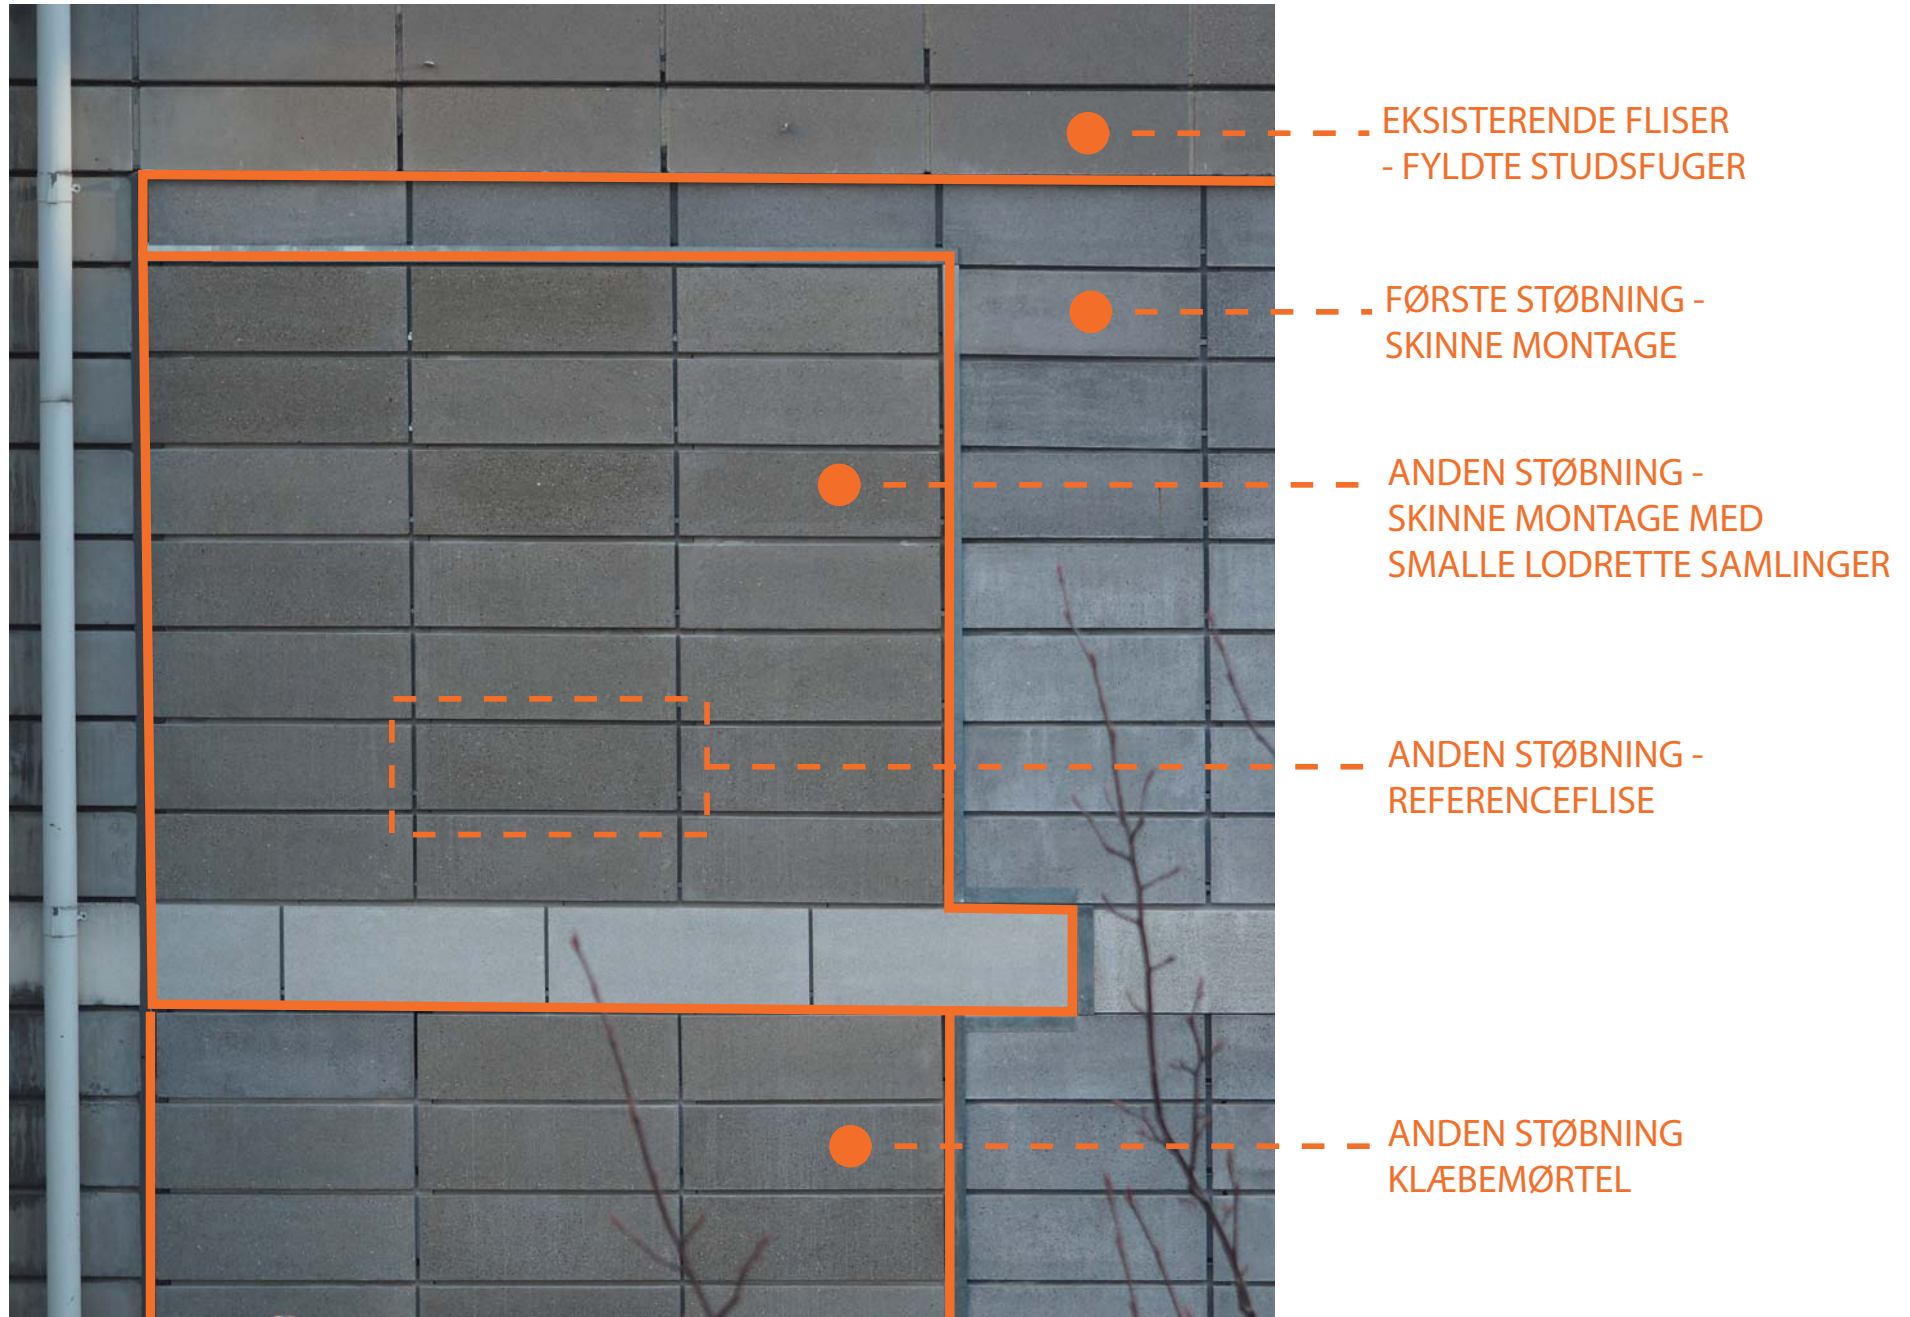 EKSISTERENDE FLISER
- FYLDTE STUDSFUGER
FØRSTE STØBNING -
SKINNE MONTAGE
ANDEN STØBNING -
SKINNE MONTAGE MED
SMALLE LODRETTE SAMLINGER
ANDEN STØBNING -
REFERENCEFLISE
ANDEN STØBNING
KLÆBEMØRTEL